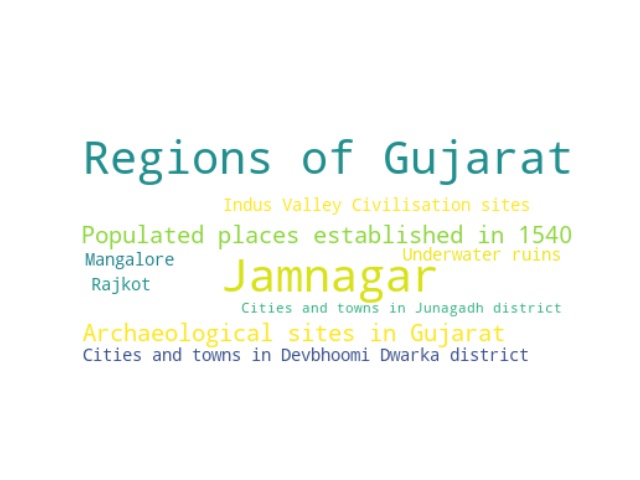 Regions of Gujarat
Indus Valley Civilisation sites
Populated places established in 1540
Underwater ruins
Mangalore
Jamnagar
Rajkot
Cities and towns in Junagadh district
Archaeological sites in Gujarat
Cities and towns in Devbhoomi Dwarka district